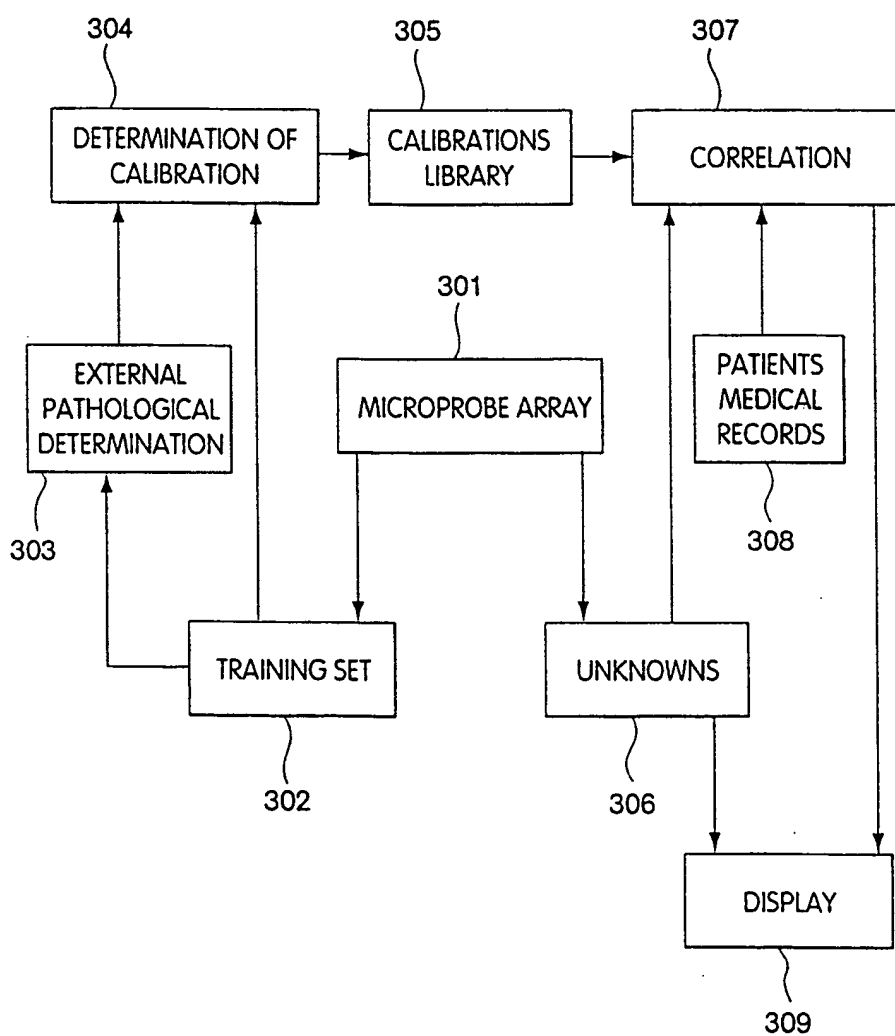 304
305
307
DETERMINATION OF
CALIBRATION
CALIBRATIONS
LIBRARY
CORRELATION
301
EXTERNAL
PATHOLOGICAL
DETERMINATION
MICROPROBE ARRAY
PATIENTS
MEDICAL
RECORDS
303
308
TRAINING SET
UNKNOWNS
302
306
DISPLAY
309